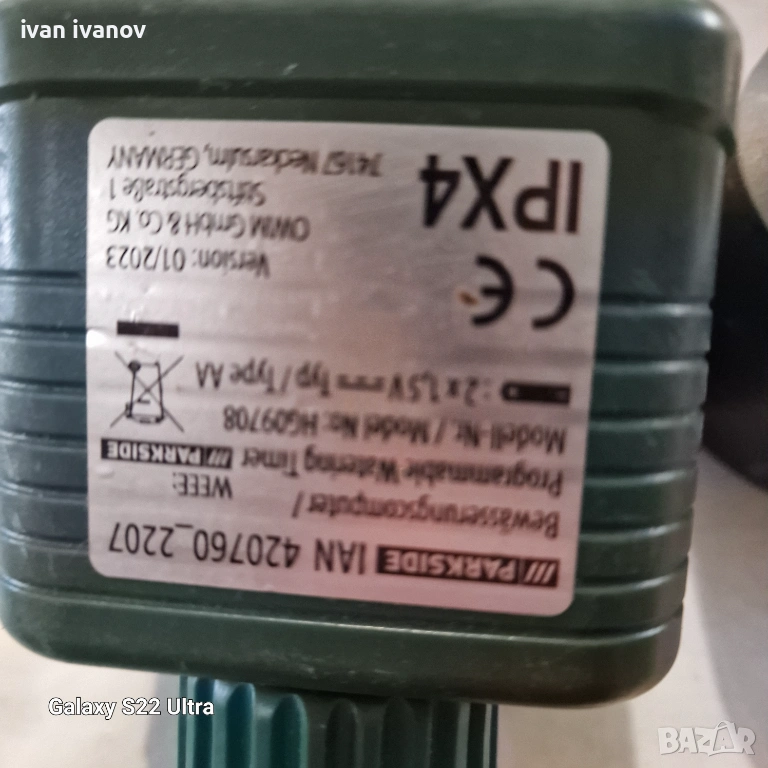 ivan ivanov
/// PARKSIDE IAN 420760_2207
Bewässerungscomputer /
Programmable Watering Timer
Modell-Nr. / Model No: HG09708
: 2 x 1,5V Typ / Type AA
WEEE:
/// PARKSIDE
CE
IPX4
Version: 01/2023
OWIM GmbH & Co. KG
Stiftsbergstraße 1
74167 Neckarsulm, GERMANY
Galaxy S22 Ultra
BAZAR